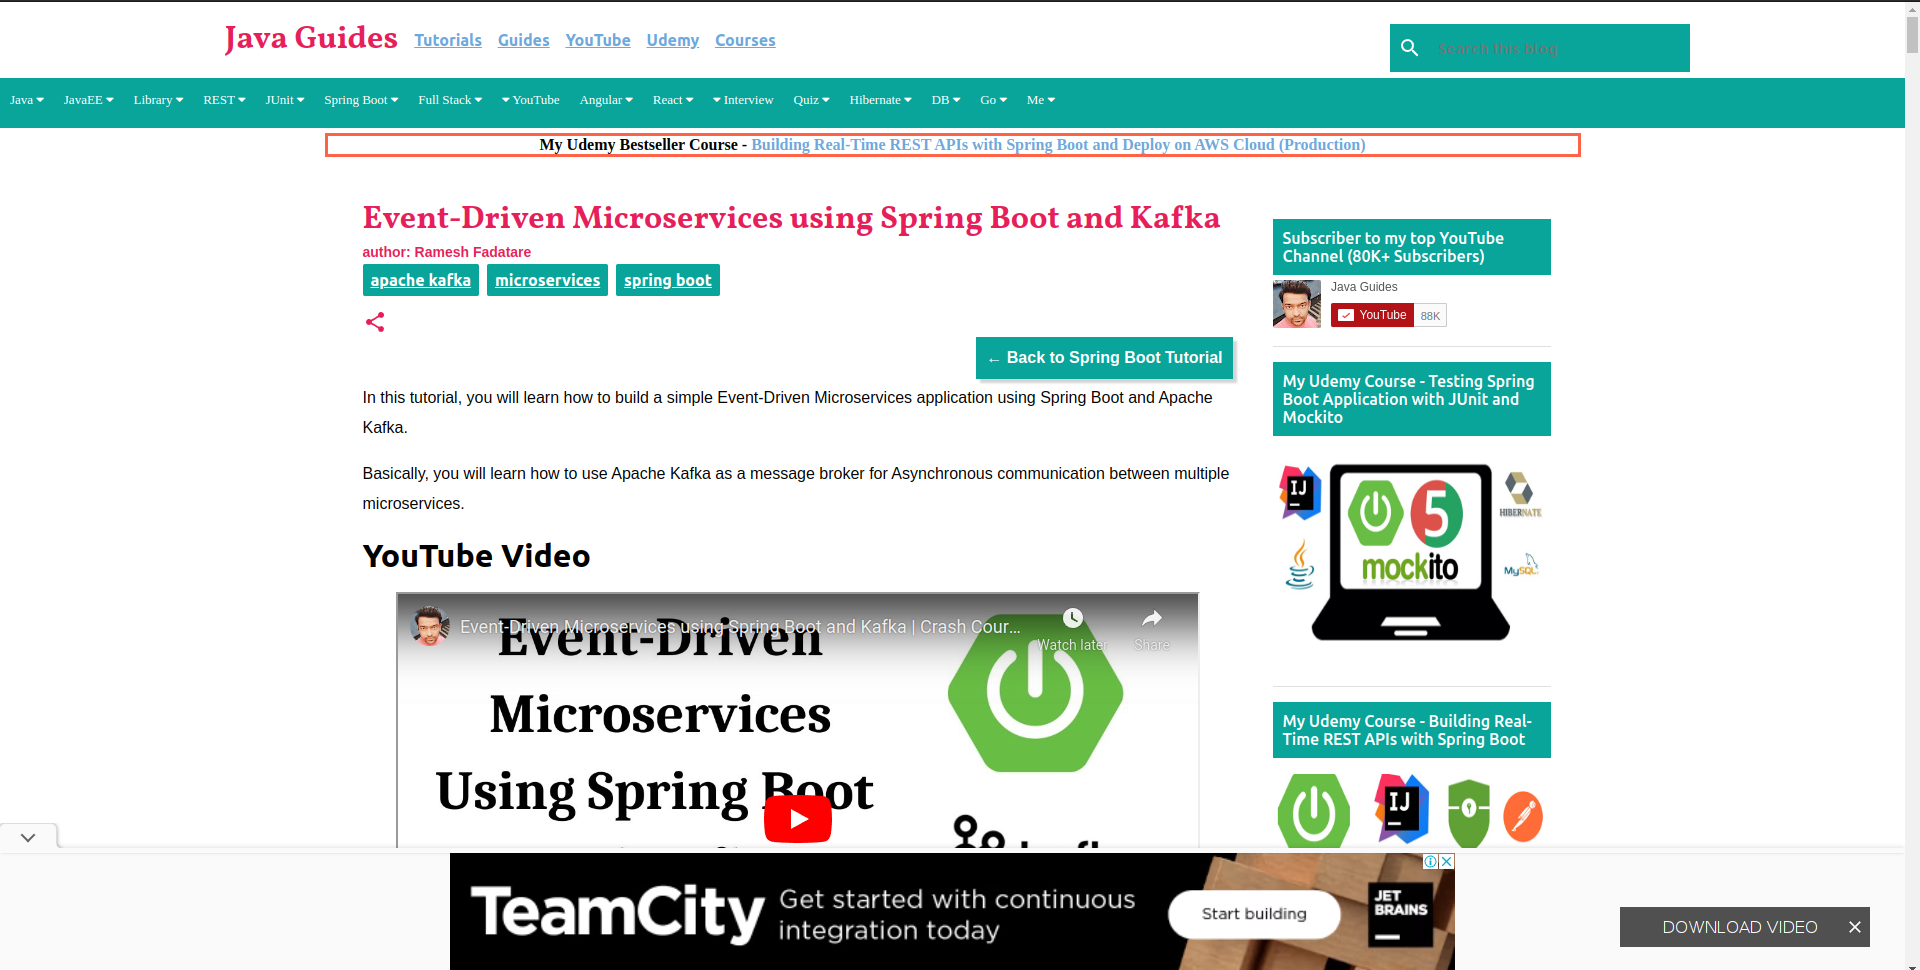 Java Guides Tutorials Guides YouTube Udemy Courses
Search this blog
Java JavaEE Library REST JUnit Spring Boot Full Stack YouTube Angular React Interview Quiz Hibernate DB Go Me
My Udemy Bestseller Course - Building Real-Time REST APIs with Spring Boot and Deploy on AWS Cloud (Production)
Event-Driven Microservices using Spring Boot and Kafka
author: Ramesh Fadatare
apache kafka microservices spring boot
← Back to Spring Boot Tutorial
In this tutorial, you will learn how to build a simple Event-Driven Microservices application using Spring Boot and Apache
Kafka.
Basically, you will learn how to use Apache Kafka as a message broker for Asynchronous communication between multiple
microservices.
YouTube Video
Event-Driven Microservices using Spring Boot and Kafka | Crash Cour...
Watch later Share
Event-Driven
Microservices
Using Spring Boot
Subscriber to my top YouTube
Channel (80K+ Subscribers)
Java Guides
YouTube 88K
My Udemy Course - Testing Spring
Boot Application with JUnit and
Mockito
IJ
5
HIBERNATE
mockito
MySQL
My Udemy Course - Building Real-
Time REST APIs with Spring Boot
IJ
TeamCity
Get started with continuous
integration today
Start building
JET
BRAINS
DOWNLOAD VIDEO